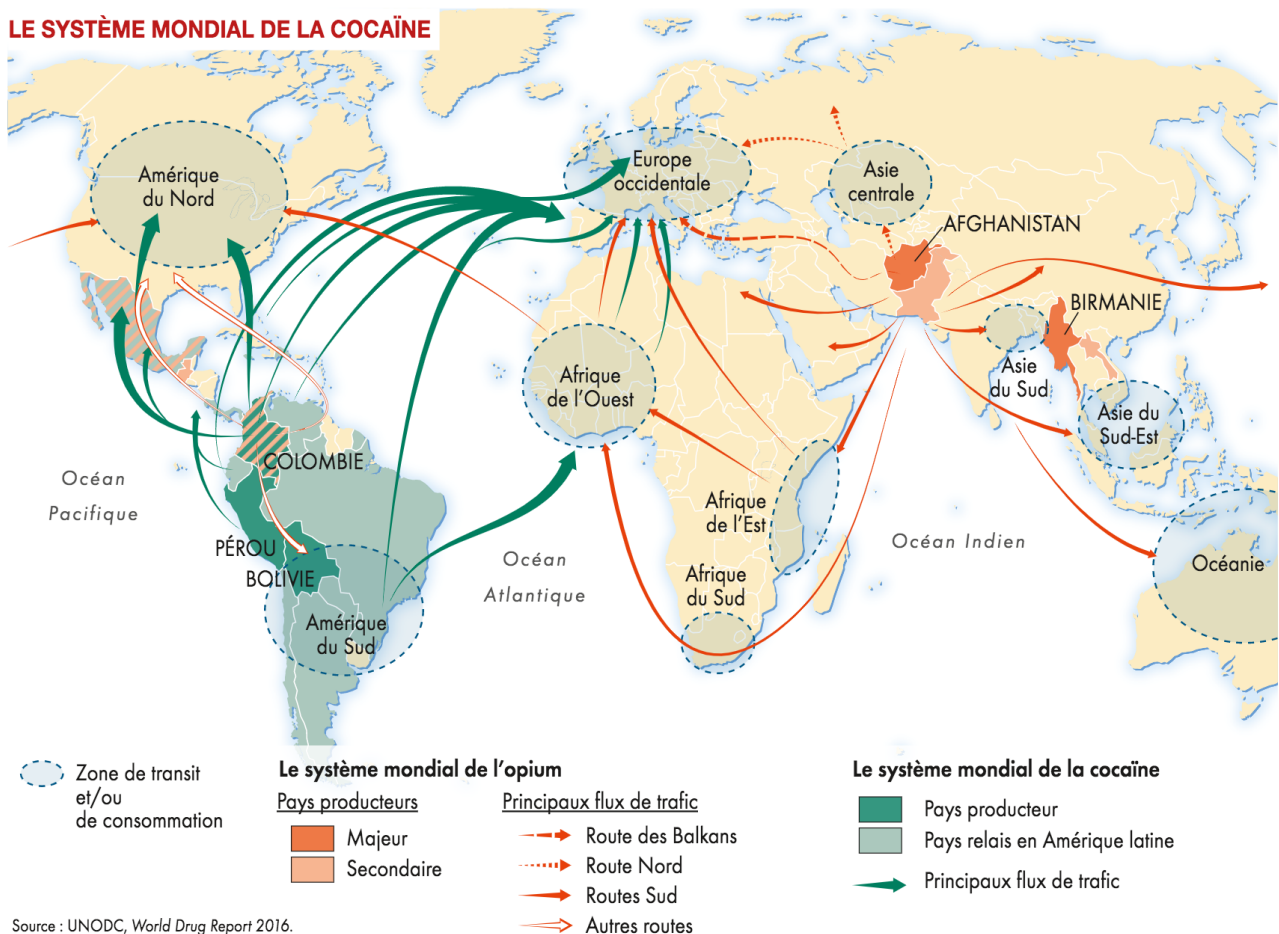 LE SYSTÈME MONDIAL DE LA COCAÏNE
Amérique
du Nord
Europe
occidentale
Asie
centrale
AFGHANISTAN
BIRMANIE
Asie
du Sud
Asie du
Sud-Est
Afrique
de l'Ouest
COLOMBIE
Océan
Pacifique
Afrique
de l'Est
Océan Indien
PÉROU
BOLIVIE
Océan
Atlantique
Afrique
du Sud
Océanie
Amérique
du Sud
Zone de transit
et/ou
de consommation
Le système mondial de l'opium
Pays producteurs
Majeur
Secondaire
Principaux flux de trafic
Route des Balkans
Route Nord
Routes Sud
Autres routes
Le système mondial de la cocaïne
Pays producteur
Pays relais en Amérique latine
Principaux flux de trafic
Source : UNODC, World Drug Report 2016.